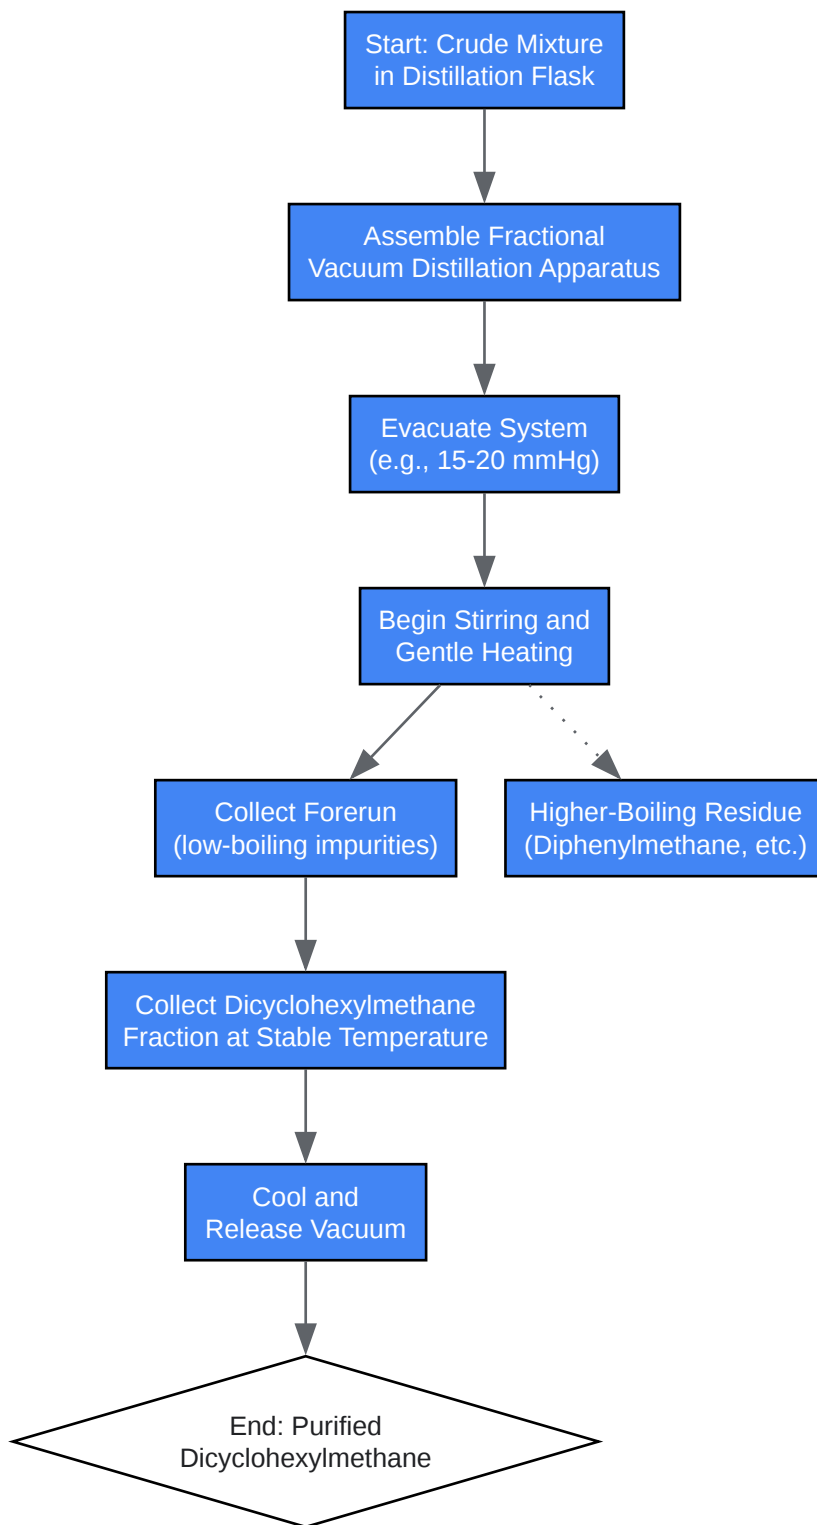 Start: Crude Mixture
in Distillation Flask
Assemble Fractional
Vacuum Distillation Apparatus
Evacuate System
(e.g., 15-20 mmHg)
Begin Stirring and
Gentle Heating
Collect Forerun
(low-boiling impurities)
Higher-Boiling Residue
(Diphenylmethane, etc.)
Collect Dicyclohexylmethane
Fraction at Stable Temperature
Cool and
Release Vacuum
End: Purified
Dicyclohexylmethane